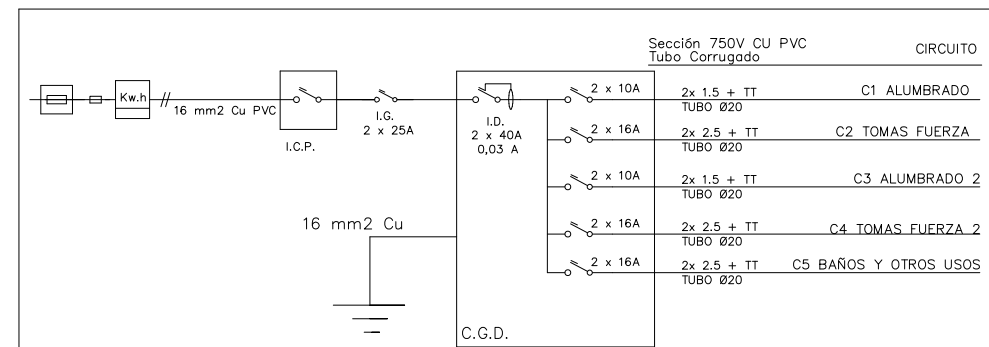 Sección 750V CU PVC
Tubo Corrugado
CIRCUITO
Kw.h
16 mm2 Cu PVC
I.C.P.
I.G.
2 x 25A
I.D.
2 x 40A
0,03 A
2 x 10A
2x 1.5 + TT
TUBO Ø20
C1 ALUMBRADO
2 x 16A
2x 2.5 + TT
TUBO Ø20
C2 TOMAS FUERZA
2 x 10A
2x 1.5 + TT
TUBO Ø20
C3 ALUMBRADO 2
2 x 16A
2x 2.5 + TT
TUBO Ø20
C4 TOMAS FUERZA 2
2 x 16A
2x 2.5 + TT
TUBO Ø20
C5 BAÑOS Y OTROS USOS
16 mm2 Cu
C.G.D.